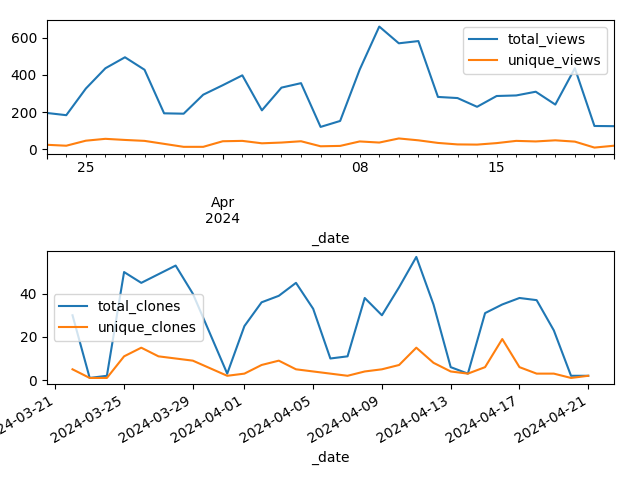 600
400
200
0
total_views
unique_views
25
08
15
Apr
2024
_date
40
20
0
total_clones
unique_clones
24-03-21
2024-03-25
2024-03-29
2024-04-01
2024-04-05
2024-04-09
2024-04-13
2024-04-17
2024-04-21
_date